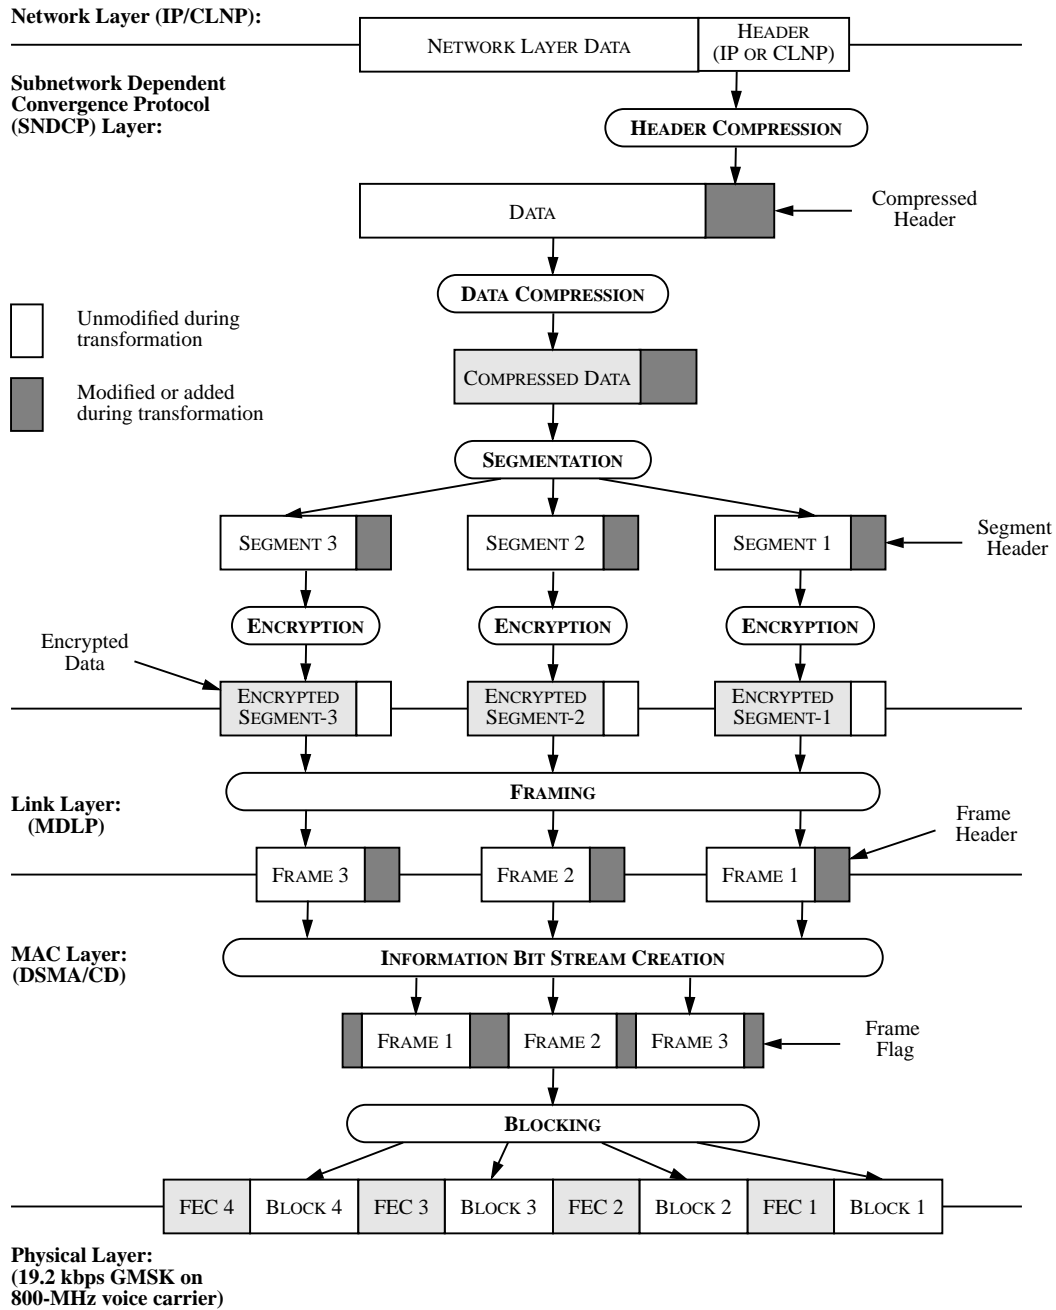 Network Layer (IP/CLNP):
NETWORK LAYER DATA
HEADER
(IP OR CLNP)
Subnetwork Dependent
Convergence Protocol
(SNDCP) Layer:
HEADER COMPRESSION
DATA
Compressed
Header
DATA COMPRESSION
Unmodified during
transformation
COMPRESSED DATA
Modified or added
during transformation
SEGMENTATION
SEGMENT 3
SEGMENT 2
SEGMENT 1
Segment
Header
ENCRYPTION
ENCRYPTION
ENCRYPTION
Encrypted
Data
ENCRYPTED
SEGMENT-3
ENCRYPTED
SEGMENT-2
ENCRYPTED
SEGMENT-1
FRAMING
Link Layer:
(MDLP)
Frame
Header
FRAME 3
FRAME 2
FRAME 1
MAC Layer:
(DSMA/CD)
INFORMATION BIT STREAM CREATION
FRAME 1
FRAME 2
FRAME 3
Frame
Flag
BLOCKING
FEC 4
BLOCK 4
FEC 3
BLOCK 3
FEC 2
BLOCK 2
FEC 1
BLOCK 1
Physical Layer:
(19.2 kbps GMSK on
800-MHz voice carrier)